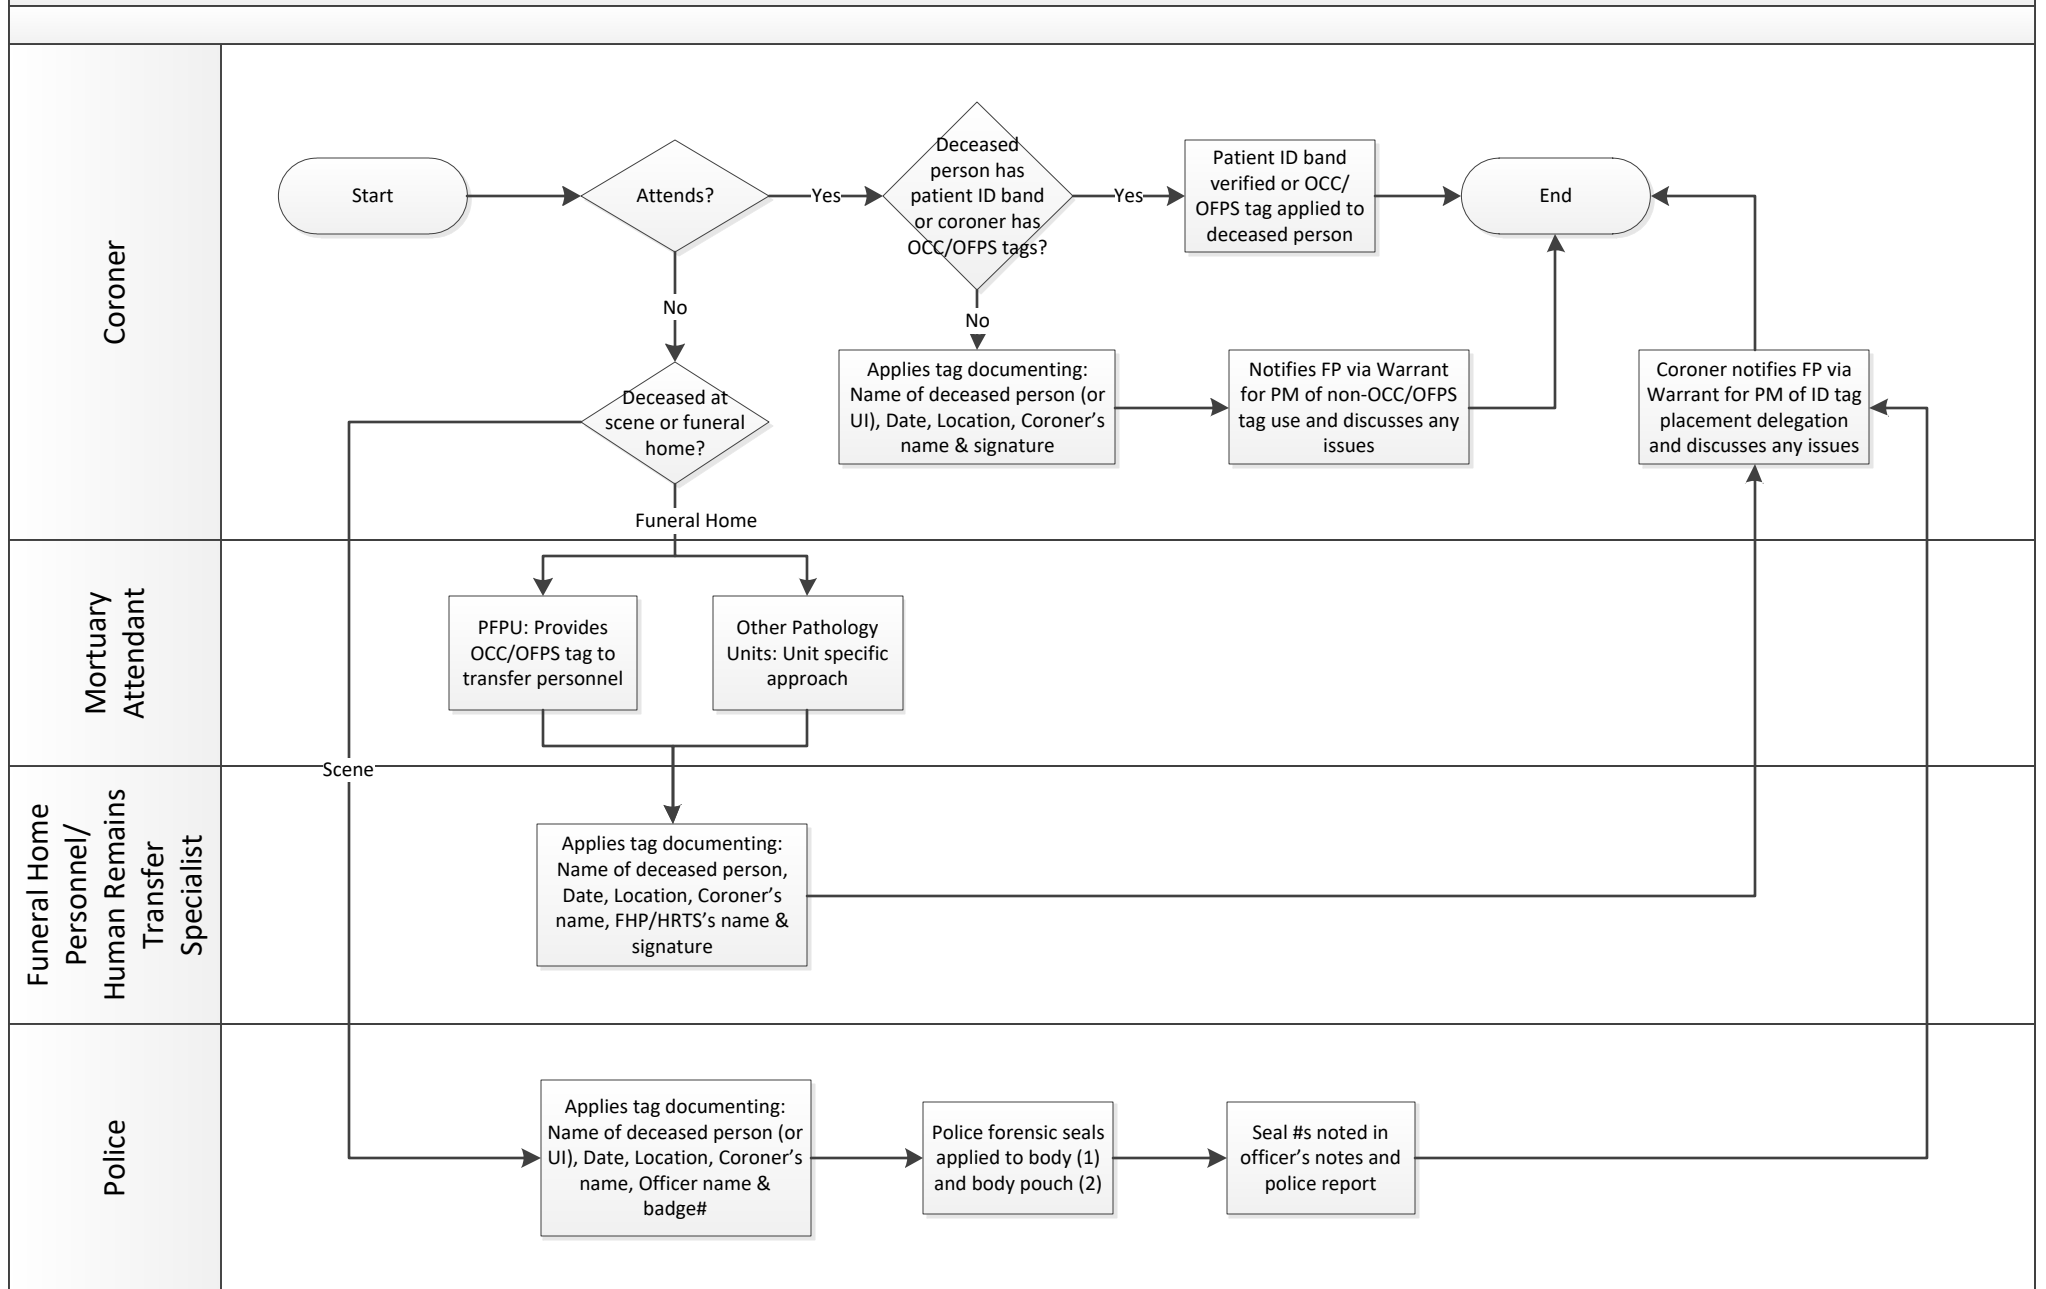 Coroner
Start
Attends?
Yes
Deceased
person has
patient ID band
or coroner has
OCC/OFPS tags?
Yes
Patient ID band
verified or OCC/
OFPS tag applied to
deceased person
End
No
No
Deceased at
scene or funeral
home?
Applies tag documenting:
Name of deceased person (or
UI), Date, Location, Coroner’s
name & signature
Notifies FP via Warrant
for PM of non-OCC/OFPS
tag use and discusses any
issues
Coroner notifies FP via
Warrant for PM of ID tag
placement delegation
and discusses any issues
Funeral Home
Mortuary
Attendant
PFPU: Provides
OCC/OFPS tag to
transfer personnel
Other Pathology
Units: Unit specific
approach
Scene
Funeral Home
Personnel/
Human Remains
Transfer
Specialist
Applies tag documenting:
Name of deceased person,
Date, Location, Coroner’s
name, FHP/HRTS’s name &
signature
Police
Applies tag documenting:
Name of deceased person (or
UI), Date, Location, Coroner’s
name, Officer name &
badge#
Police forensic seals
applied to body (1)
and body pouch (2)
Seal #s noted in
officer’s notes and
police report